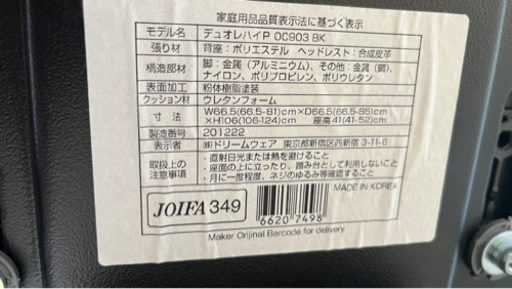 家庭用品品質表示法に基づく表示
モデル名 デュオレハイP OC903 BK
張り材 背座：ポリエステル ヘッドレスト：合成皮革
構造部材 脚：金属（アルミニウム）、その他：金属（鋼）、
ナイロン、ポリプロピレン、ポリウレタン
表面加工 粉体樹脂塗装
クッション材 ウレタンフォーム
寸法 W66.5(66.5-81)cm×D66.5(66.5-85)cm
×H106(106-124)cm 座高41(41-52)cm
製造番号 201222
表示者 ㈱ドリームウェア 東京都新宿区西新宿3-11-6
取扱上の注意事項 ・直射日光または熱を避けること
・座面の上に立ったり、踏み台として利用しないこと
・月に一度程度、ネジのゆるみ等確認すること
MADE IN KOREA
JOIFA 349
6620 7498
Maker Orijinal Barcode for delivery